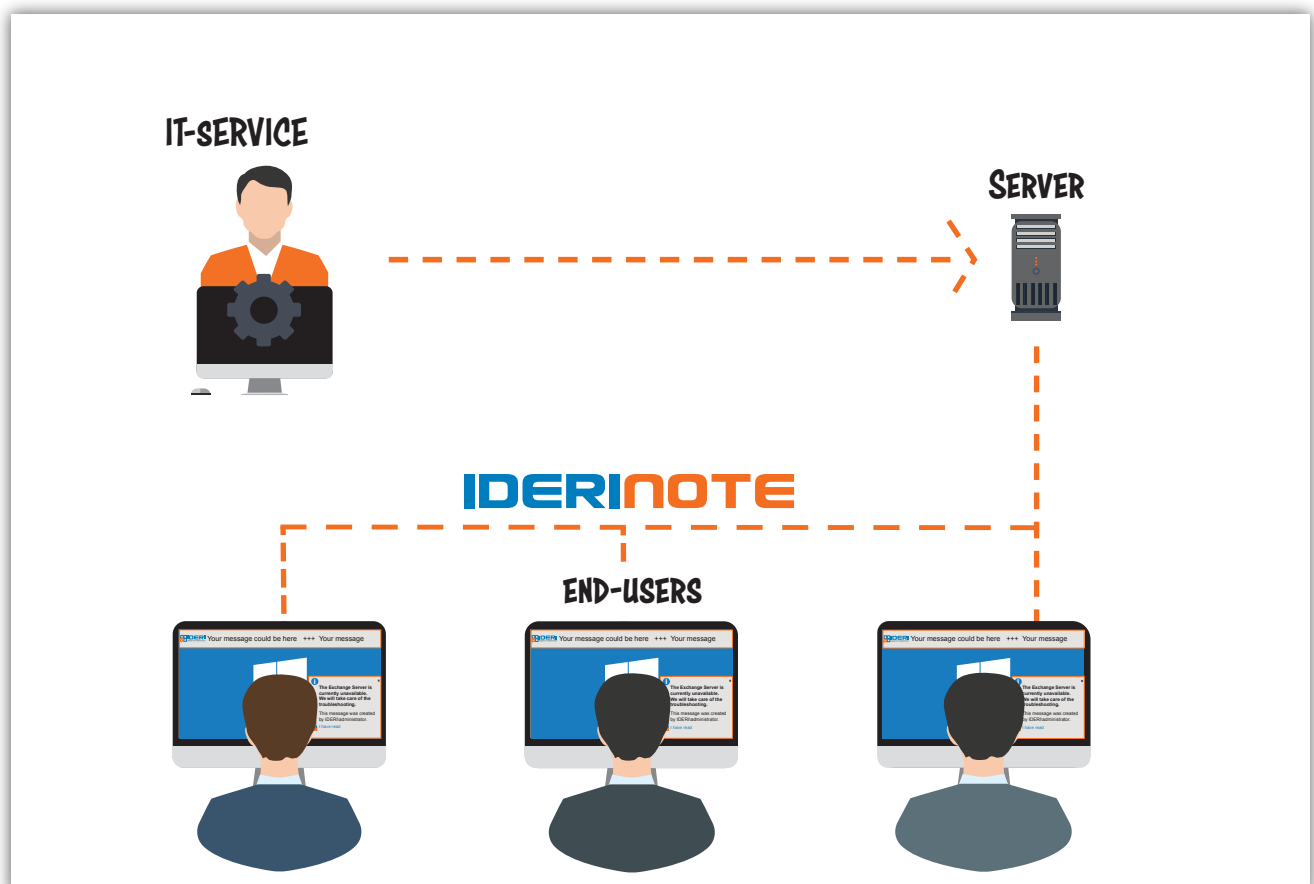 IT-SERVICE
SERVER
IDERINOTE
END-USERS
IDERI Your message could be here +++ Your message
The Exchange Server is
currently unavailable.
We will take care of the
troubleshooting.
This message was created
by IDERI\administrator.
I have read
IDERI Your message could be here +++ Your message
The Exchange Server is
currently unavailable.
We will take care of the
troubleshooting.
This message was created
by IDERI\administrator.
I have read
IDERI Your message could be here +++ Your message
The Exchange Server is
currently unavailable.
We will take care of the
troubleshooting.
This message was created
by IDERI\administrator.
I have read